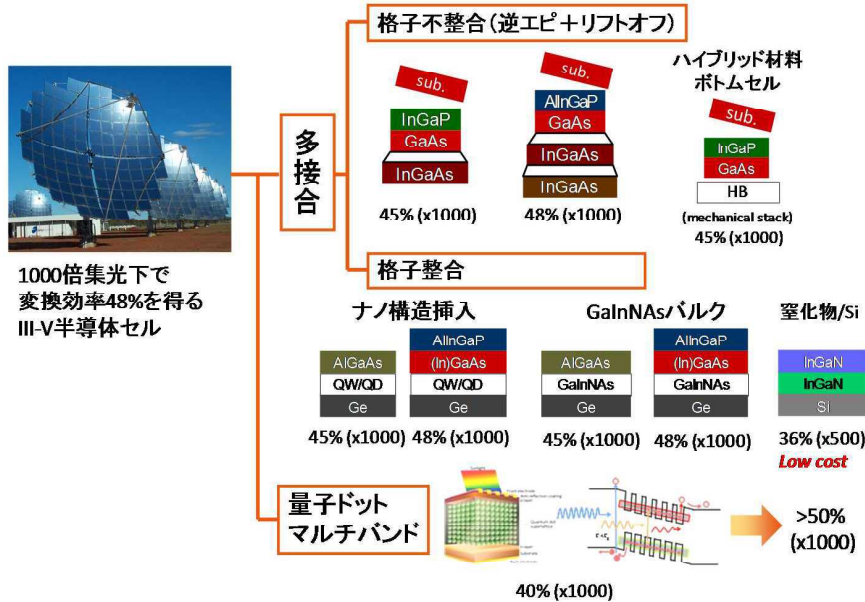 格子不整合（逆エピ＋リフトオフ）
sub.
InGaP
GaAs
InGaAs
45% (x1000)
sub.
AlInGaP
GaAs
InGaAs
InGaAs
48% (x1000)
ハイブリッド材料
ボトムセル
sub.
InGaP
GaAs
HB
(mechanical stack)
45% (x1000)
多接合
1000倍集光下で
変換効率48%を得る
III-V半導体セル
格子整合
ナノ構造挿入
AlGaAs
QW/QD
Ge
45% (x1000)
AlInGaP
(In)GaAs
QW/QD
Ge
48% (x1000)
GaInNAsバルク
AlGaAs
GaInNAs
Ge
45% (x1000)
AlInGaP
(In)GaAs
GaInNAs
Ge
48% (x1000)
窒化物/Si
InGaN
InGaN
Si
36% (x500)
Low cost
量子ドット
マルチバンド
40% (x1000)
>50%
(x1000)